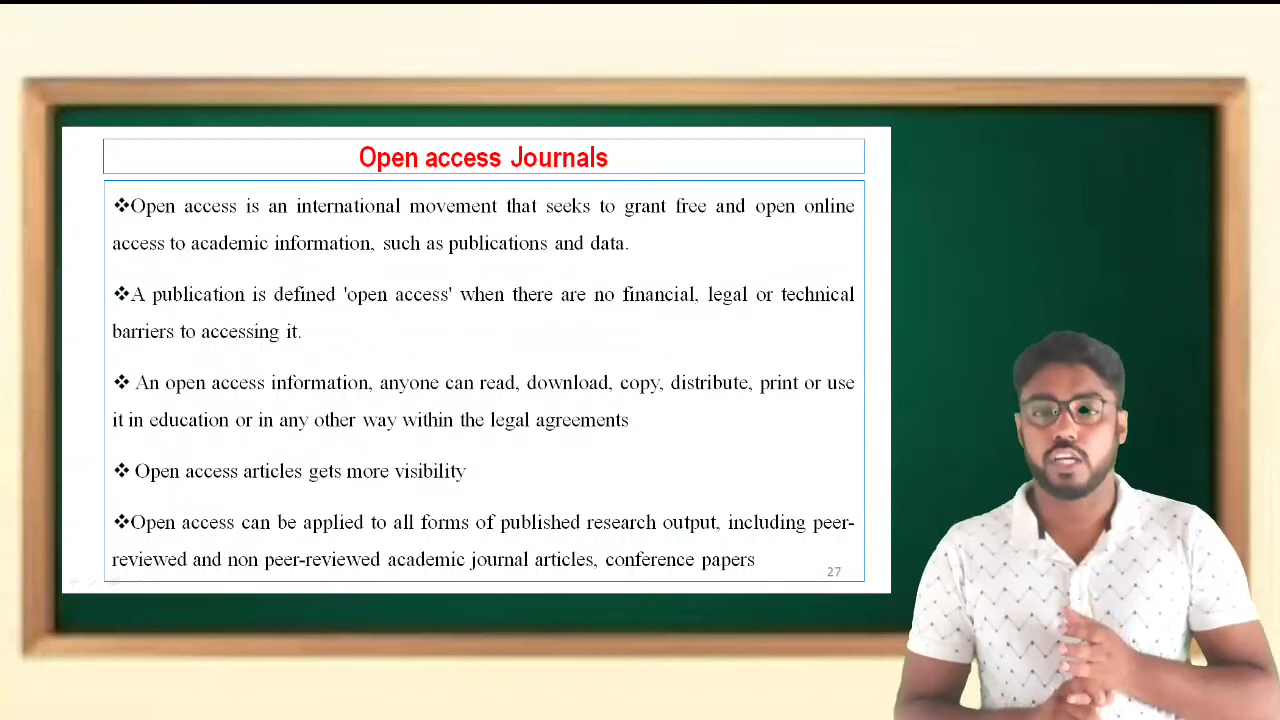 Open access Journals
❖Open access is an international movement that seeks to grant free and open online
access to academic information, such as publications and data.
❖A publication is defined 'open access' when there are no financial, legal or technical
barriers to accessing it.
❖ An open access information, anyone can read, download, copy, distribute, print or use
it in education or in any other way within the legal agreements
❖ Open access articles gets more visibility
❖Open access can be applied to all forms of published research output, including peer-
reviewed and non peer-reviewed academic journal articles, conference papers
27